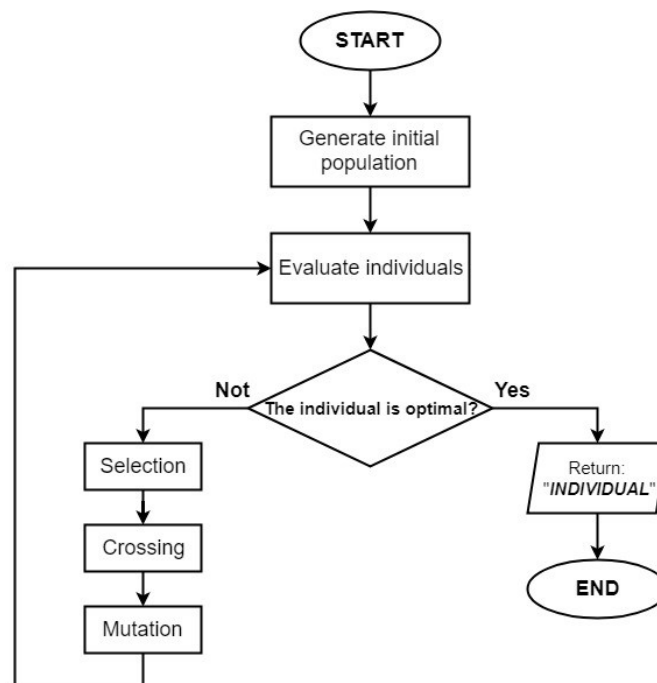 START
Generate initial
population
Evaluate individuals
Not
Yes
The individual is optimal?
Selection
Crossing
Mutation
Return:
"INDIVIDUAL"
END